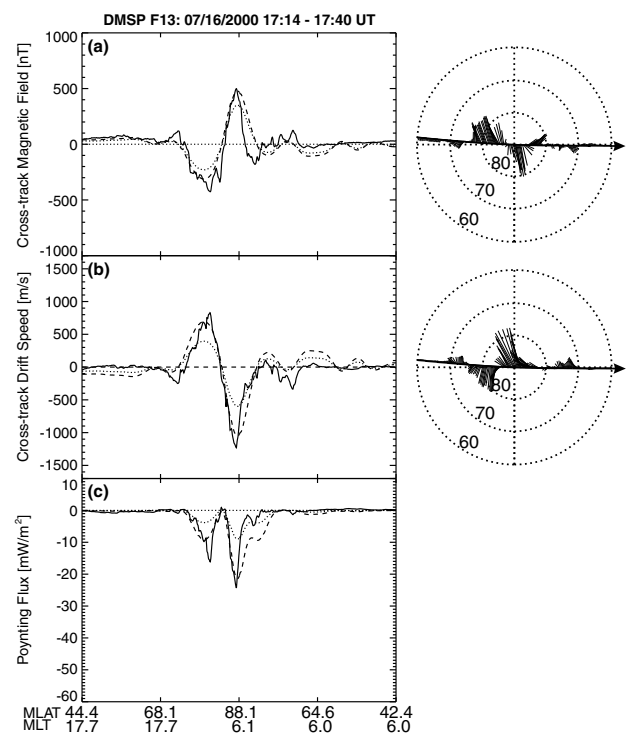 DMSP F13: 07/16/2000 17:14 - 17:40 UT
(a)
Cross-track Magnetic Field [nT]
1000
500
0
-500
-1000
80
70
60
(b)
Cross-track Drift Speed [m/s]
1500
1000
500
0
-500
-1000
-1500
80
70
60
(c)
Poynting Flux [mW/m²]
10
0
-10
-20
-30
-40
-50
-60
MLAT 44.4 68.1 88.1 64.6 42.4
MLT 17.7 17.7 6.1 6.0 6.0